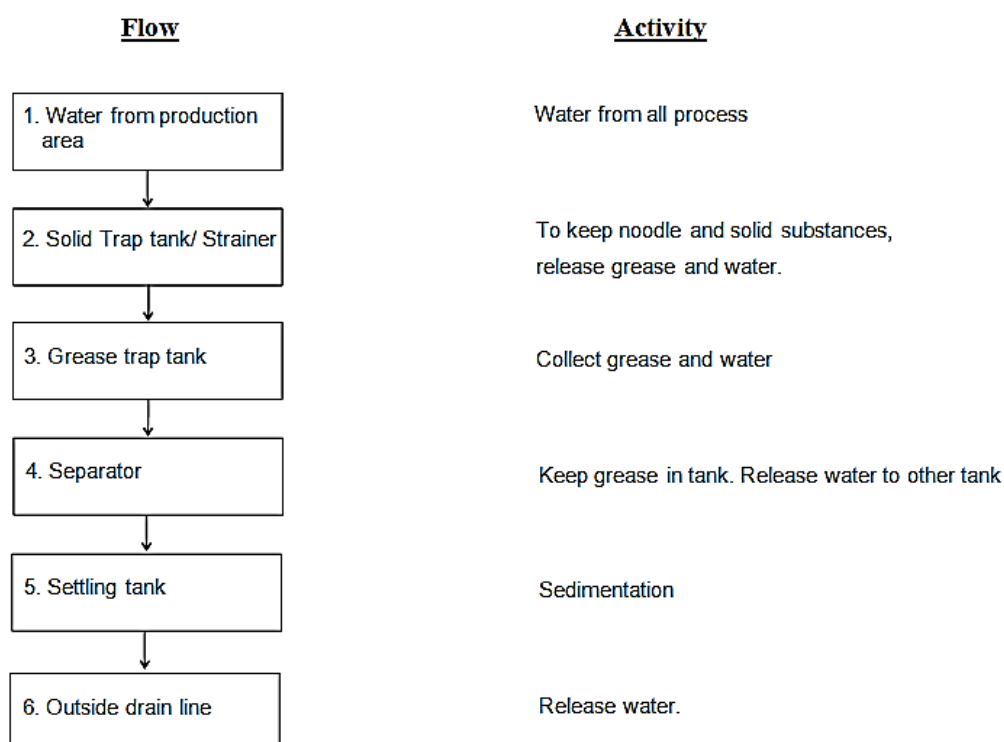 Flow
Activity
1. Water from production
area
Water from all process
2. Solid Trap tank/ Strainer
To keep noodle and solid substances,
release grease and water.
3. Grease trap tank
Collect grease and water
4. Separator
Keep grease in tank. Release water to other tank
5. Settling tank
Sedimentation
6. Outside drain line
Release water.